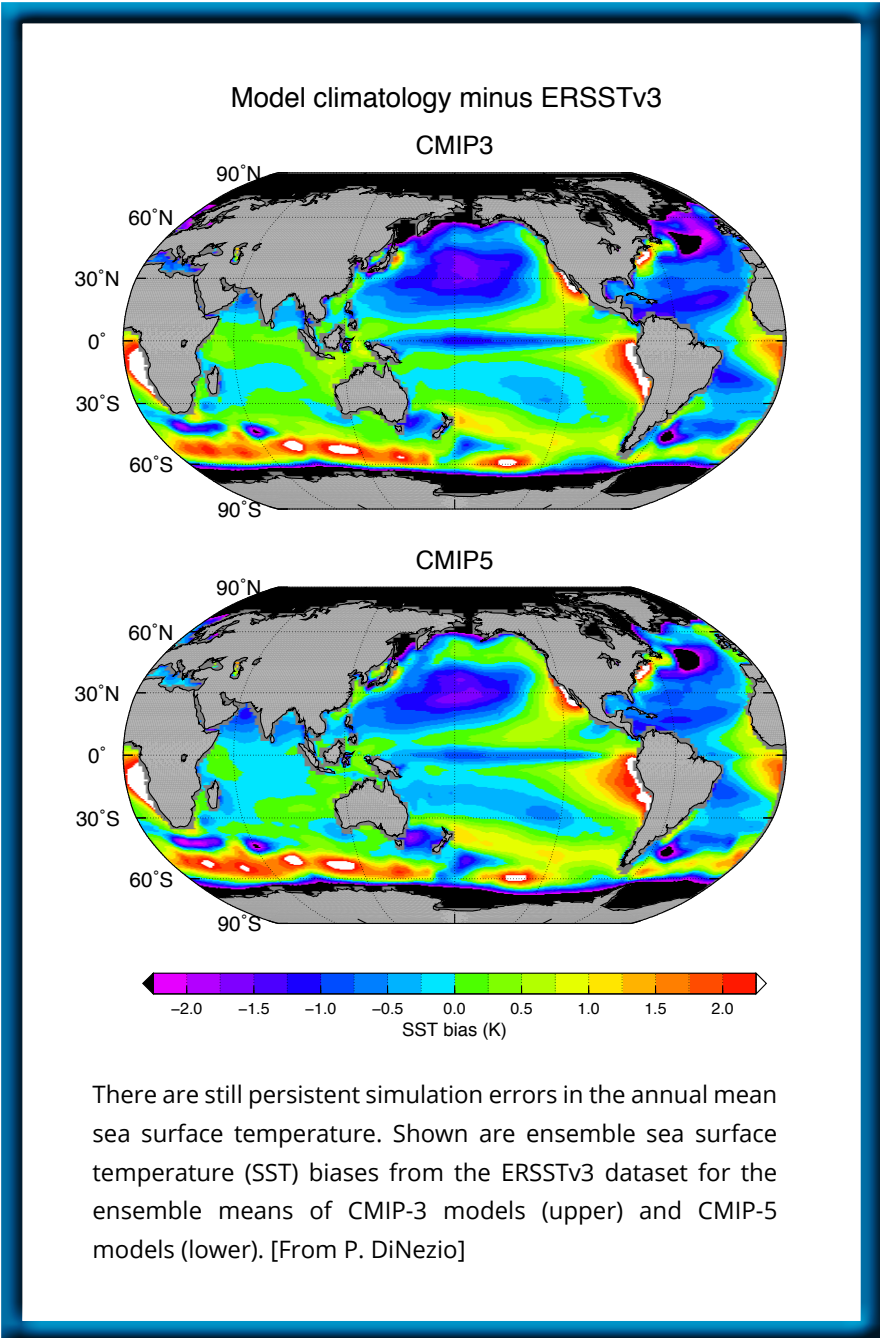 Model climatology minus ERSSTv3
CMIP3
90˚N
60˚N
30˚N
0˚
30˚S
60˚S
90˚S
CMIP5
90˚N
60˚N
30˚N
0˚
30˚S
60˚S
90˚S
−2.0 −1.5 −1.0 −0.5 0.0 0.5 1.0 1.5 2.0
SST bias (K)
There are still persistent simulation errors in the annual mean
sea surface temperature. Shown are ensemble sea surface
temperature (SST) biases from the ERSSTv3 dataset for the
ensemble means of CMIP-3 models (upper) and CMIP-5
models (lower). [From P. DiNezio]